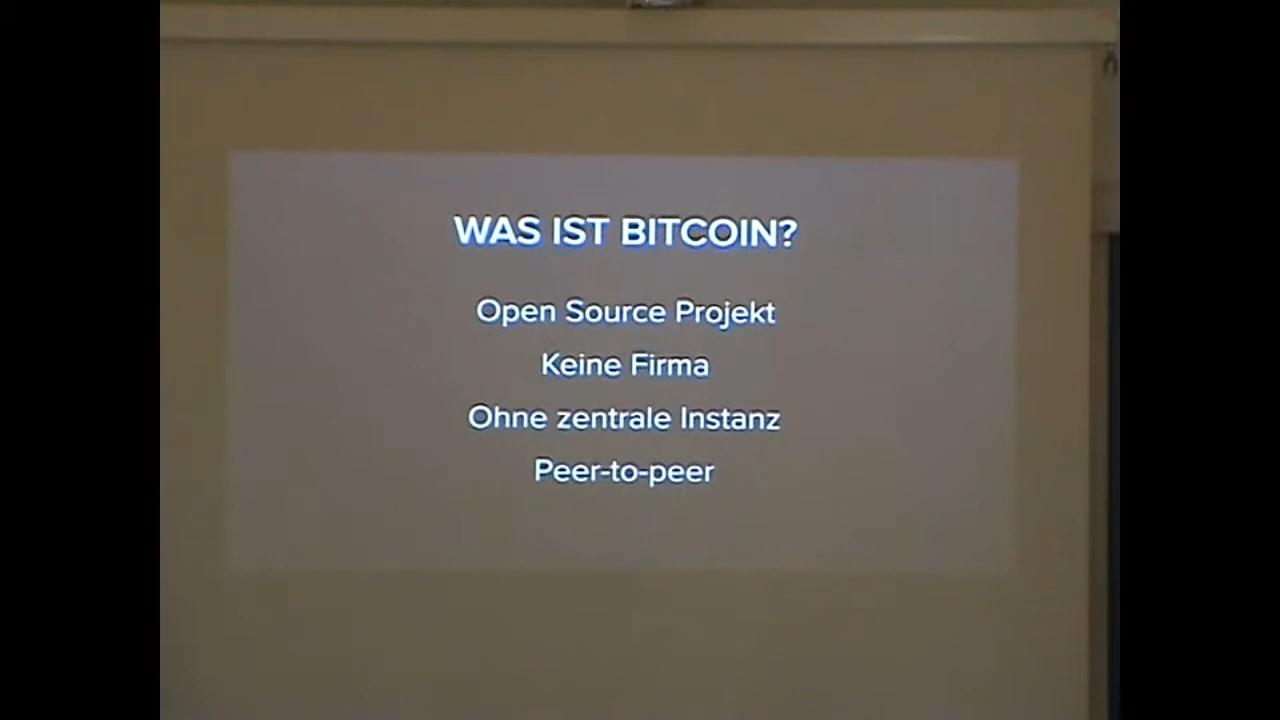 WAS IST BITCOIN?
Open Source Projekt
Keine Firma
Ohne zentrale Instanz
Peer-to-peer